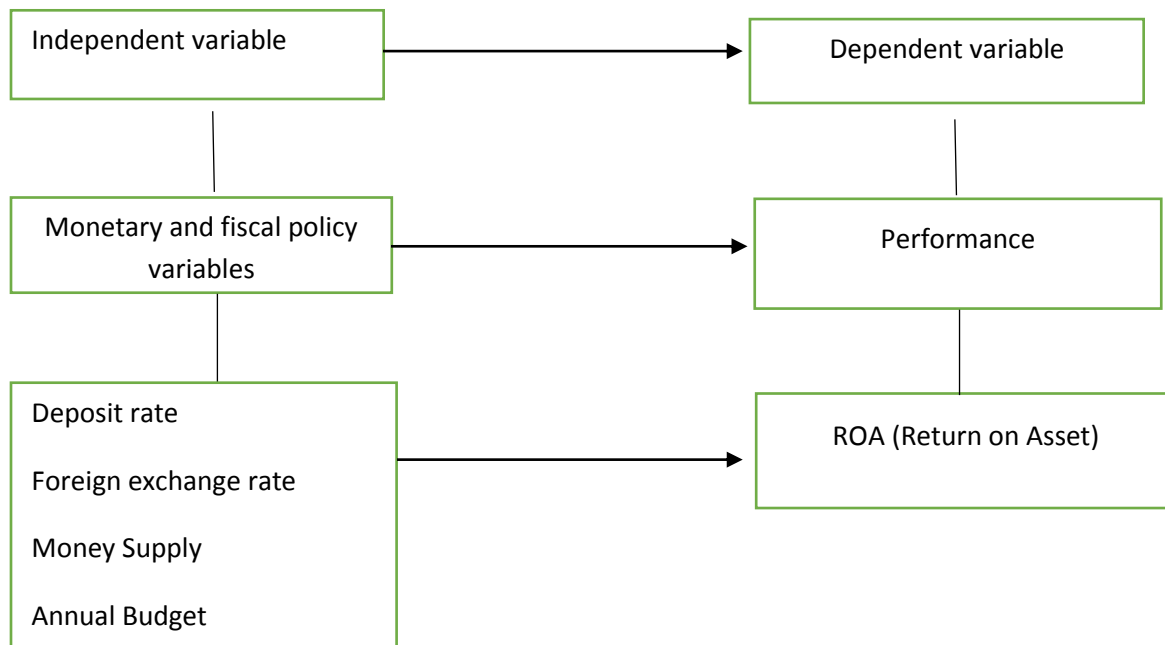 Independent variable
Dependent variable
Monetary and fiscal policy
variables
Performance
Deposit rate
Foreign exchange rate
Money Supply
Annual Budget
ROA (Return on Asset)